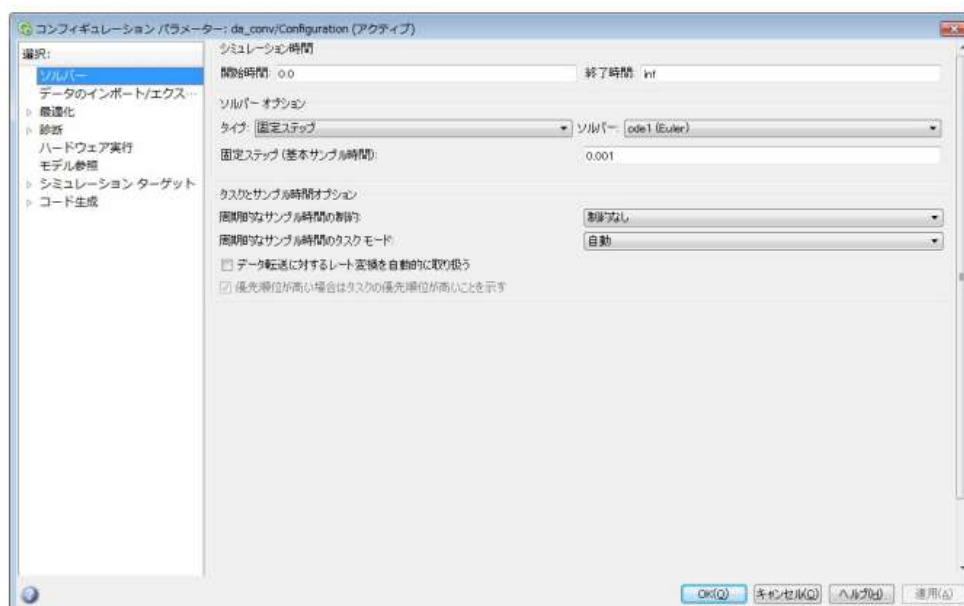 コンフィギュレーション パラメーター: da_conv/Configuration (アクティブ)
選択:
ソルバー
データのインポート/エクス…
最適化
診断
ハードウェア実行
モデル参照
シミュレーション ターゲット
コード生成
シミュレーション時間
開始時間: 0.0 終了時間: inf
ソルバー オプション
タイプ: 固定ステップ ソルバー: ode1 (Euler)
固定ステップ (基本サンプル時間): 0.001
タスクとサンプル時間オプション
周期的なサンプル時間の制約: 制約なし
周期的なサンプル時間のタスク モード: 自動
データ転送に対するレート変換を自動的に取り扱う
優先順位が高い場合はタスクの優先順位が高いことを示す
OK(O) キャンセル(C) ヘルプ(H) 適用(A)